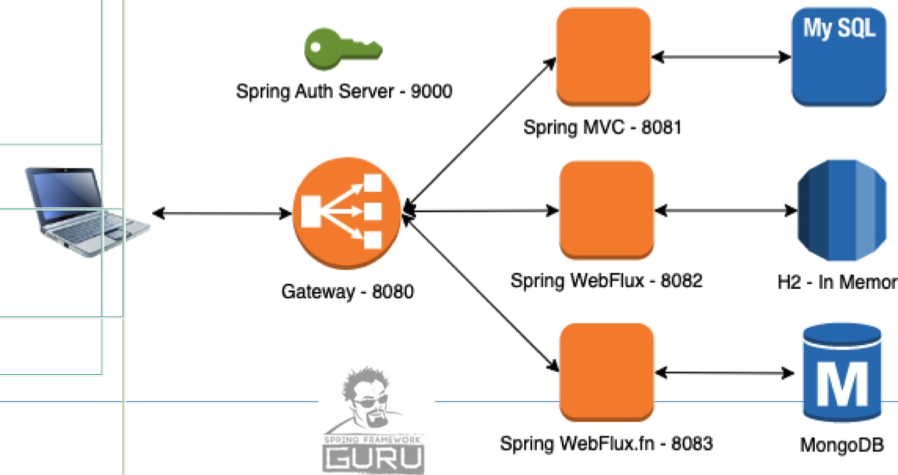 My SQL
Spring Auth Server - 9000
Spring MVC - 8081
Gateway - 8080
Spring WebFlux - 8082
H2 - In Memor
M
SPRING FRAMEWORK
GURU
Spring WebFlux.fn - 8083
MongoDB